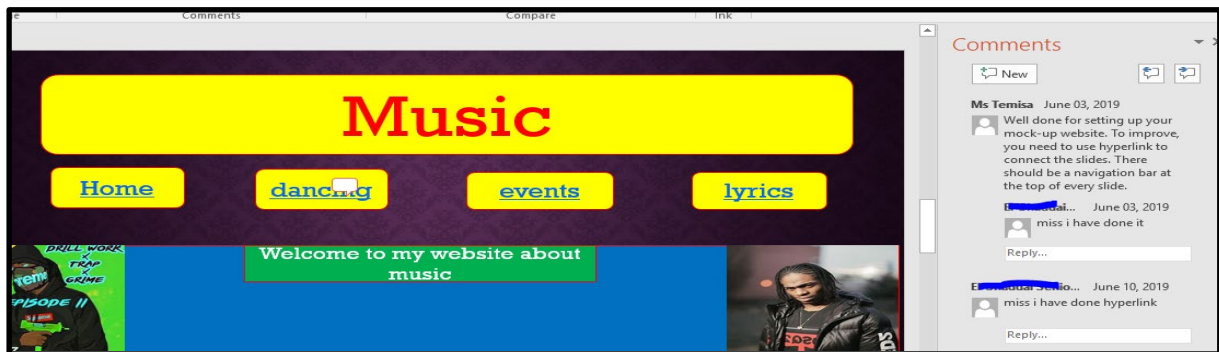 Comments
Compare
Ink
Music
Home
events
lyrics
Welcome to my website about
music
DRILL WORK
X
TRAP
X
GRIME
EPISODE II
Comments
New
Ms Temisa June 03, 2019
Well done for setting up your
mock-up website. To improve,
you need to use hyperlink to
connect the slides. There
should be a navigation bar at
the top of every slide.
June 03, 2019
miss i have done it
Reply...
June 10, 2019
miss i have done hyperlink
Reply...